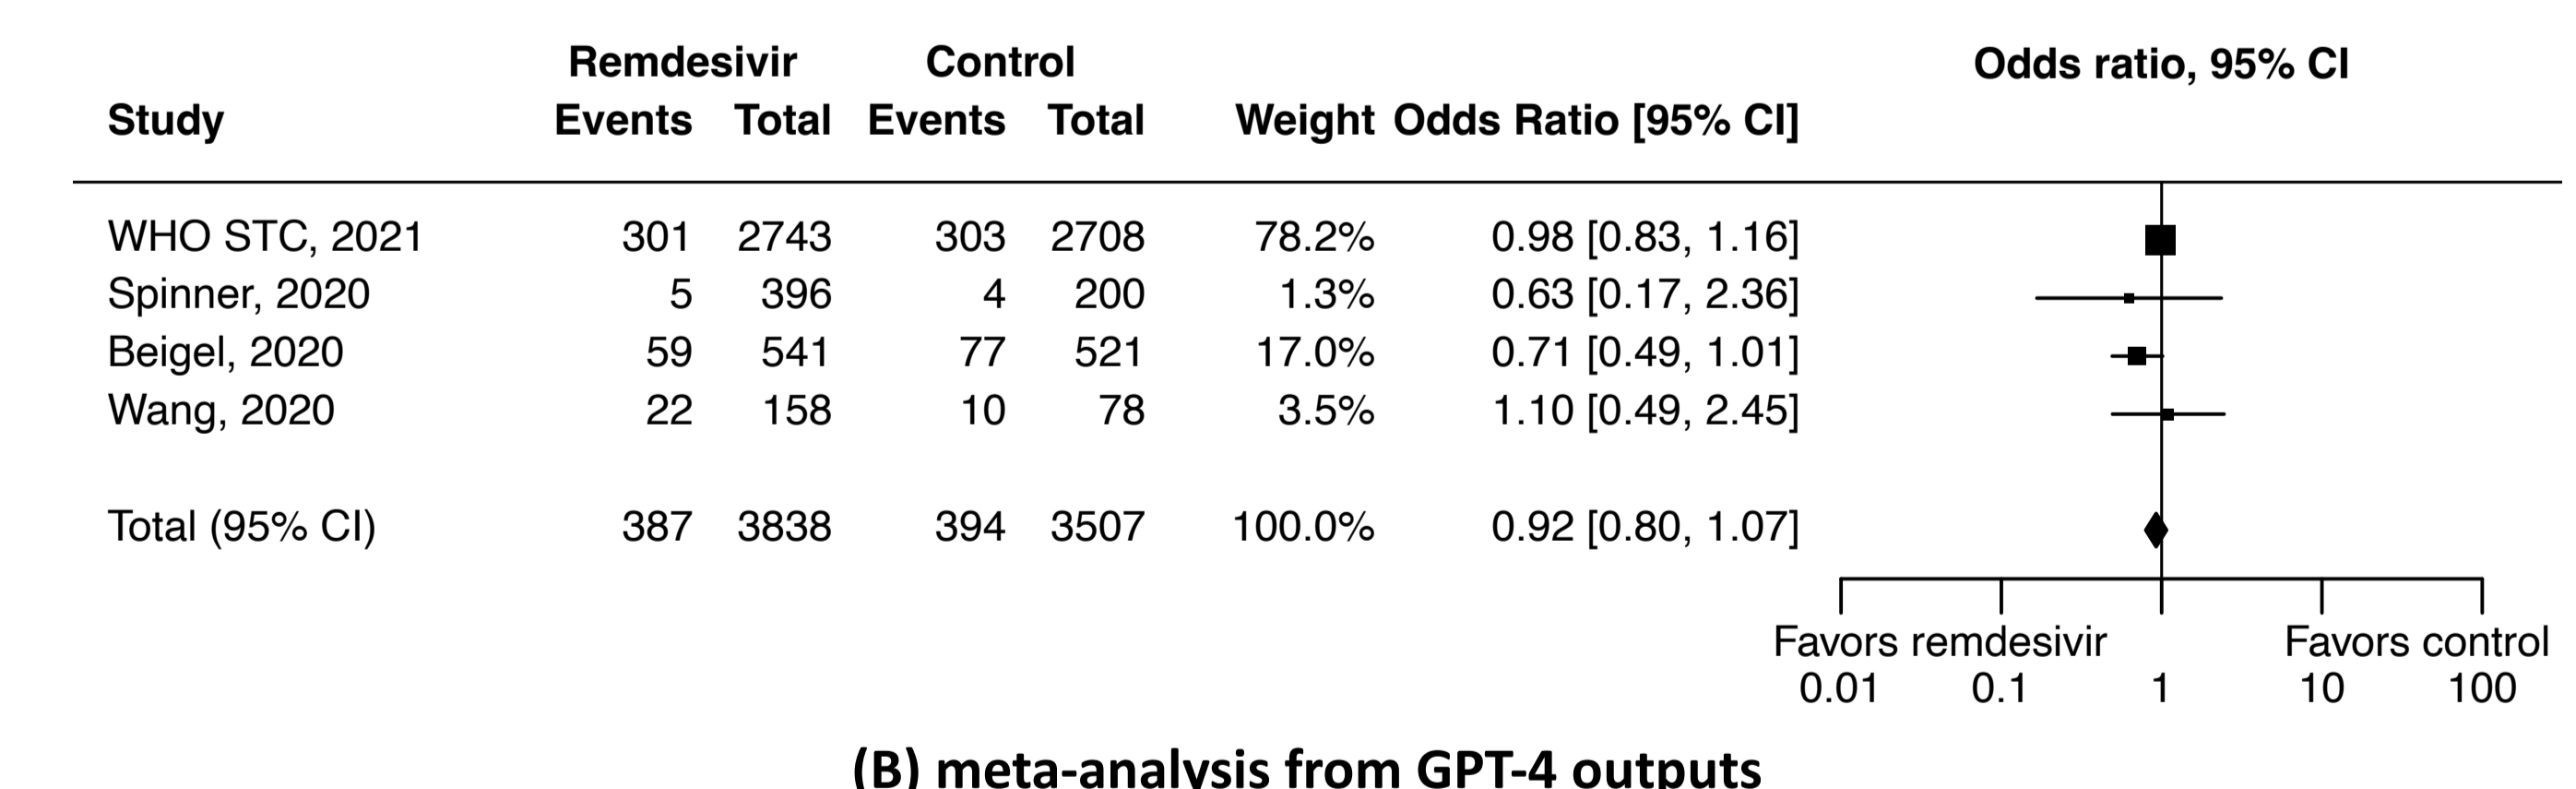 Remdesivir Control Odds ratio, 95% CI
Study Events Total Events Total Weight Odds Ratio [95% CI]
WHO STC, 2021 301 2743 303 2708 78.2% 0.98 [0.83, 1.16]
Spinner, 2020 5 396 4 200 1.3% 0.63 [0.17, 2.36]
Beigel, 2020 59 541 77 521 17.0% 0.71 [0.49, 1.01]
Wang, 2020 22 158 10 78 3.5% 1.10 [0.49, 2.45]
Total (95% CI) 387 3838 394 3507 100.0% 0.92 [0.80, 1.07]
Favors remdesivir Favors control
0.01 0.1 1 10 100
(B) meta-analysis from GPT-4 outputs